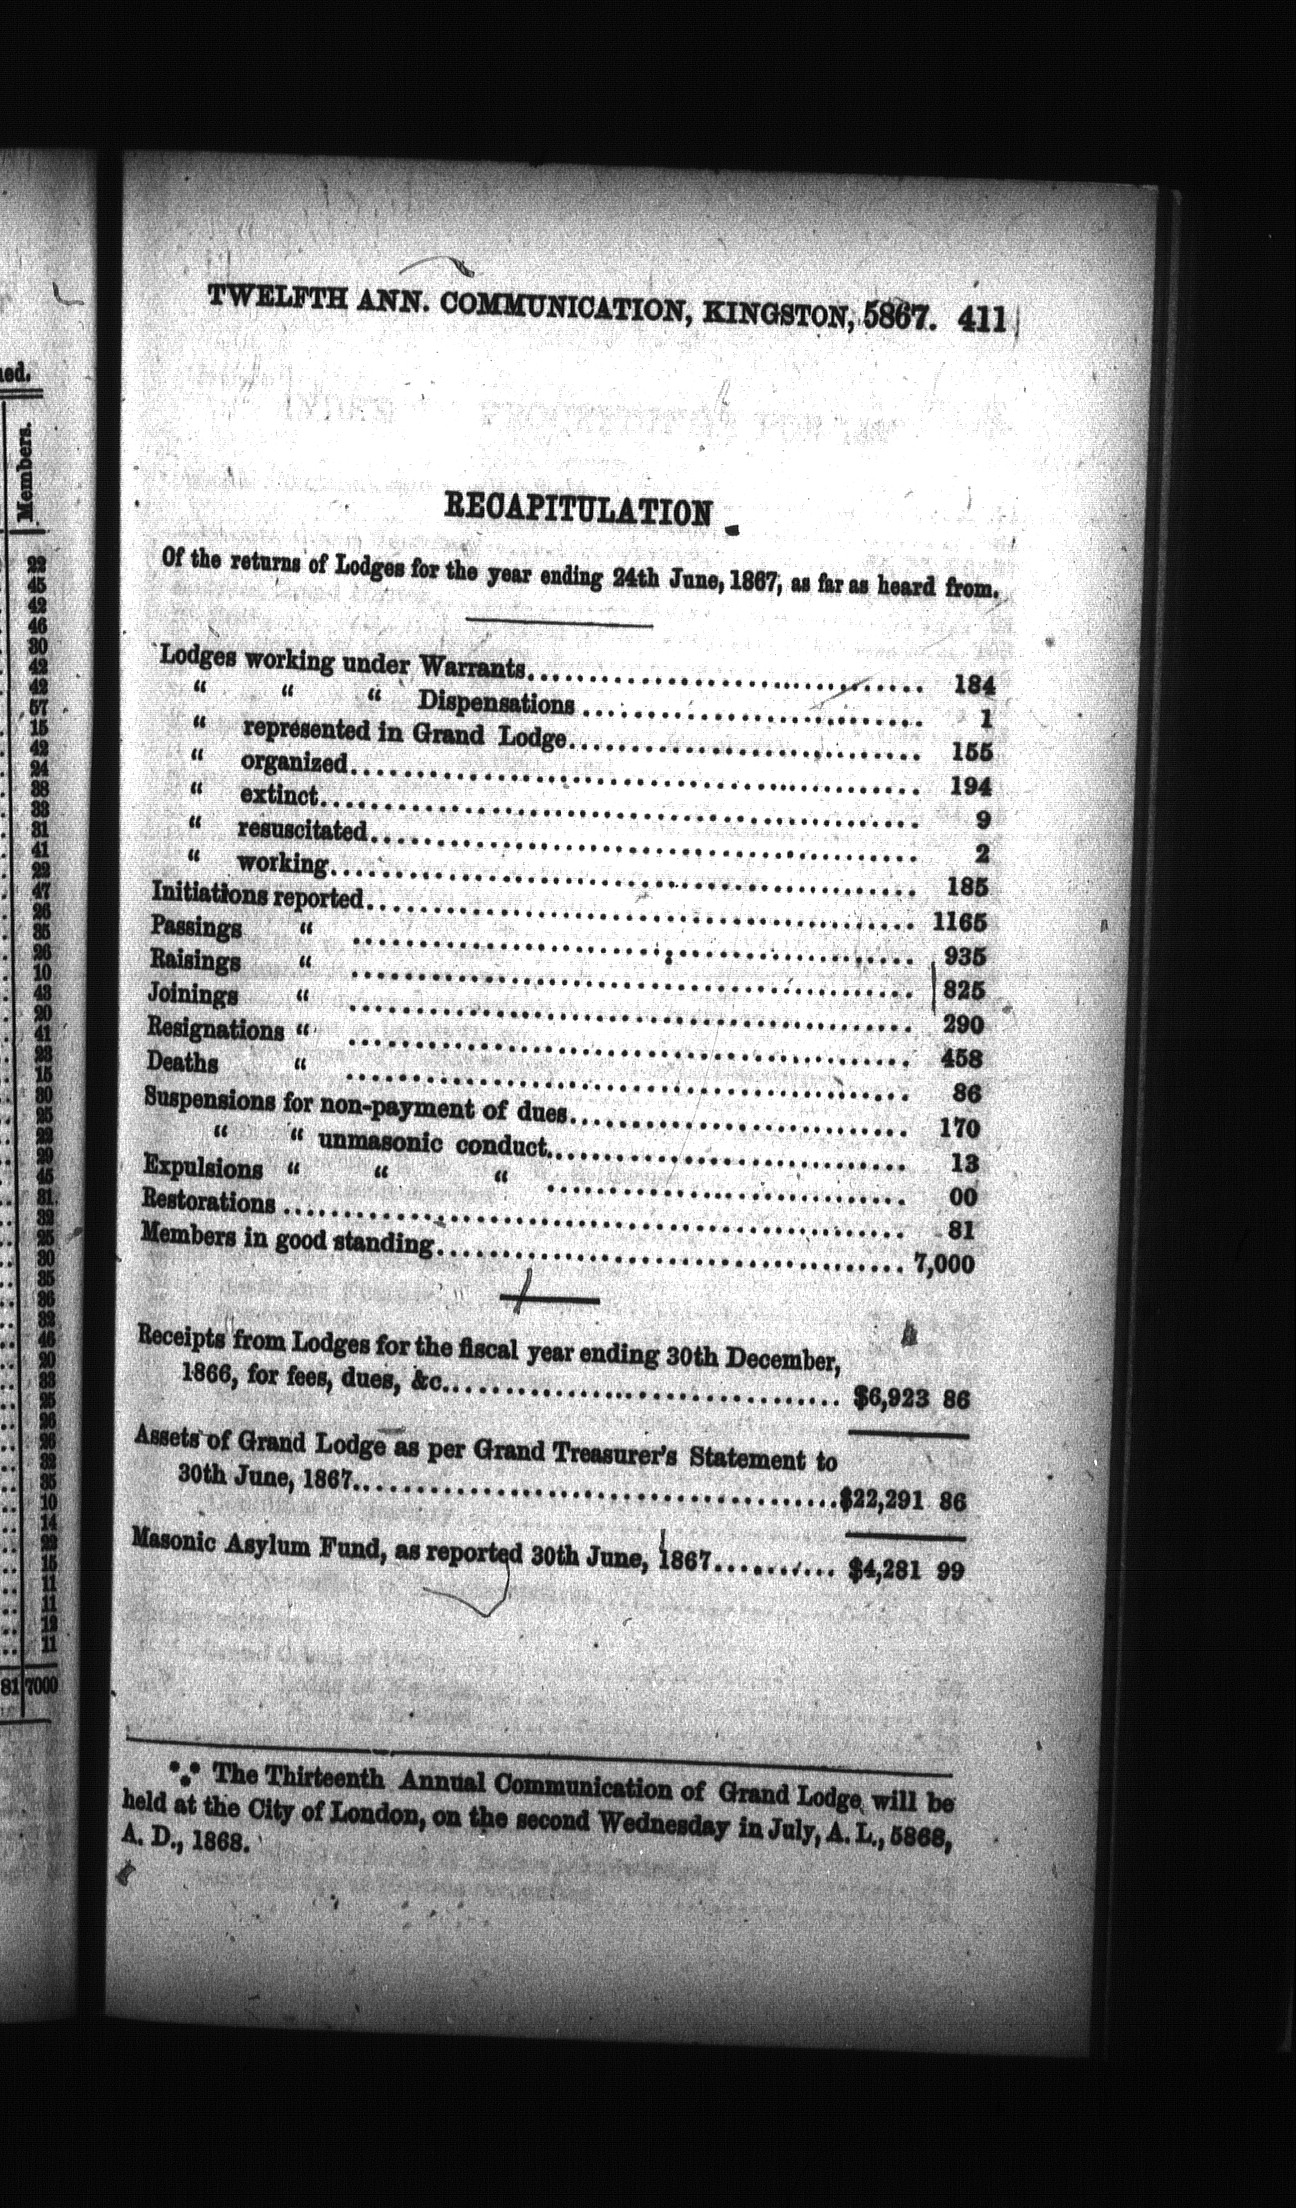 TWELFTH ANN. COMMUNICATION, KINGSTON, 5867. 411
RECAPITULATION
Of the returns of Lodges for the year ending 24th June, 1867, as far as heard from.
Lodges working under Warrants........ 184
“ “ “ Dispensations........ 1
“ represented in Grand Lodge........ 155
“ organized........ 194
“ extinct........ 9
“ resuscitated........ 2
“ working........ 185
Initiations reported........ 1165
Passings “ ........ 935
Raisings “ ........ 825
Joinings “ ........ 290
Resignations “ ........ 458
Deaths “ ........ 86
Suspensions for non-payment of dues........ 170
“ “ unmasonic conduct........ 13
Expulsions “ “ “ ........ 00
Restorations........ 81
Members in good standing........ 7,000
Receipts from Lodges for the fiscal year ending 30th December,
1866, for fees, dues, &c........ $6,923 86
Assets of Grand Lodge as per Grand Treasurer's Statement to
30th June, 1867........ $22,291 86
Masonic Asylum Fund, as reported 30th June, 1867........ $4,281 99
*.* The Thirteenth Annual Communication of Grand Lodge will be
held at the City of London, on the second Wednesday in July, A. L., 5868,
A. D., 1868.
Members.
81 7000